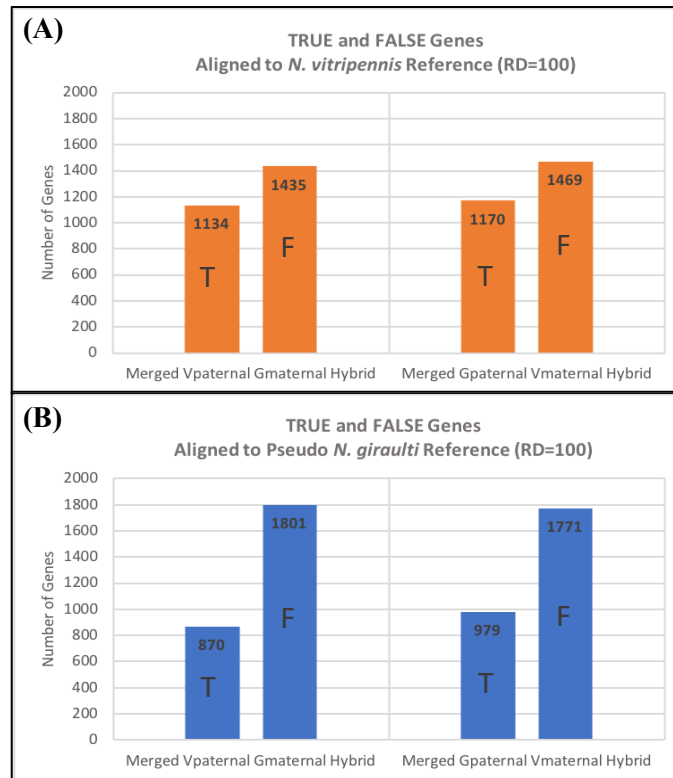 (A)
TRUE and FALSE Genes
Aligned to N. vitripennis Reference (RD=100)
Number of Genes
2000
1800
1600
1400
1200
1000
800
600
400
200
0
1134
T
1435
F
1170
T
1469
F
Merged Vpaternal Gmaternal Hybrid
Merged Gpaternal Vmaternal Hybrid
(B)
TRUE and FALSE Genes
Aligned to Pseudo N. giraulti Reference (RD=100)
Number of Genes
2000
1800
1600
1400
1200
1000
800
600
400
200
0
870
T
1801
F
979
T
1771
F
Merged Vpaternal Gmaternal Hybrid
Merged Gpaternal Vmaternal Hybrid